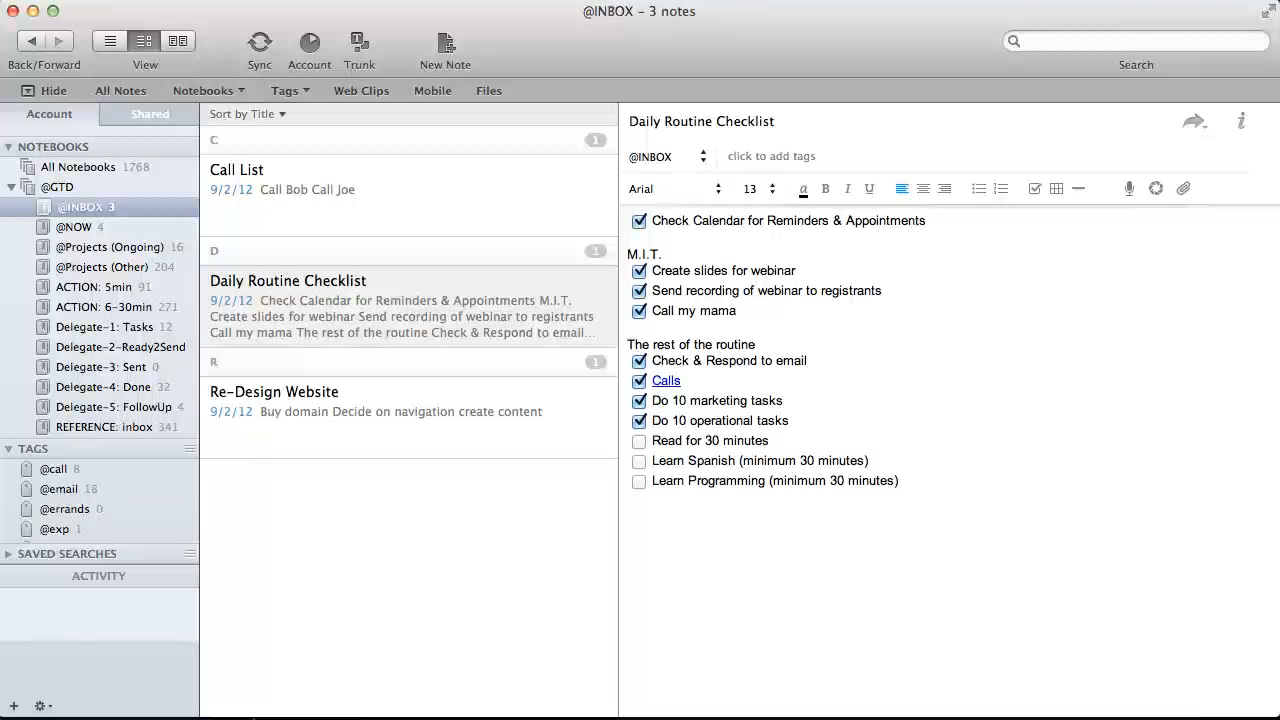 @INBOX – 3 notes
Back/Forward
View
Sync
Account
Trunk
New Note
Search
Hide
All Notes
Notebooks
Tags
Web Clips
Mobile
Files
Account
Shared
NOTEBOOKS
All Notebooks 1768
@GTD
@INBOX 3
@NOW 4
@Projects (Ongoing) 16
@Projects (Other) 204
ACTION: 5min 91
ACTION: 6-30min 271
Delegate-1: Tasks 12
Delegate-2-Ready2Send
Delegate-3: Sent 0
Delegate-4: Done 32
Delegate-5: FollowUp 4
REFERENCE: inbox 341
TAGS
@call 8
@email 18
@errands 0
@exp 1
SAVED SEARCHES
ACTIVITY
Sort by Title
C 1
Call List
9/2/12 Call Bob Call Joe
D 1
Daily Routine Checklist
9/2/12 Check Calendar for Reminders & Appointments M.I.T.
Create slides for webinar Send recording of webinar to registrants
Call my mama The rest of the routine Check & Respond to email...
R 1
Re-Design Website
9/2/12 Buy domain Decide on navigation create content
Daily Routine Checklist
i
@INBOX
click to add tags
Arial
13
a
B
I
U
Check Calendar for Reminders & Appointments
M.I.T.
Create slides for webinar
Send recording of webinar to registrants
Call my mama
The rest of the routine
Check & Respond to email
Calls
Do 10 marketing tasks
Do 10 operational tasks
Read for 30 minutes
Learn Spanish (minimum 30 minutes)
Learn Programming (minimum 30 minutes)